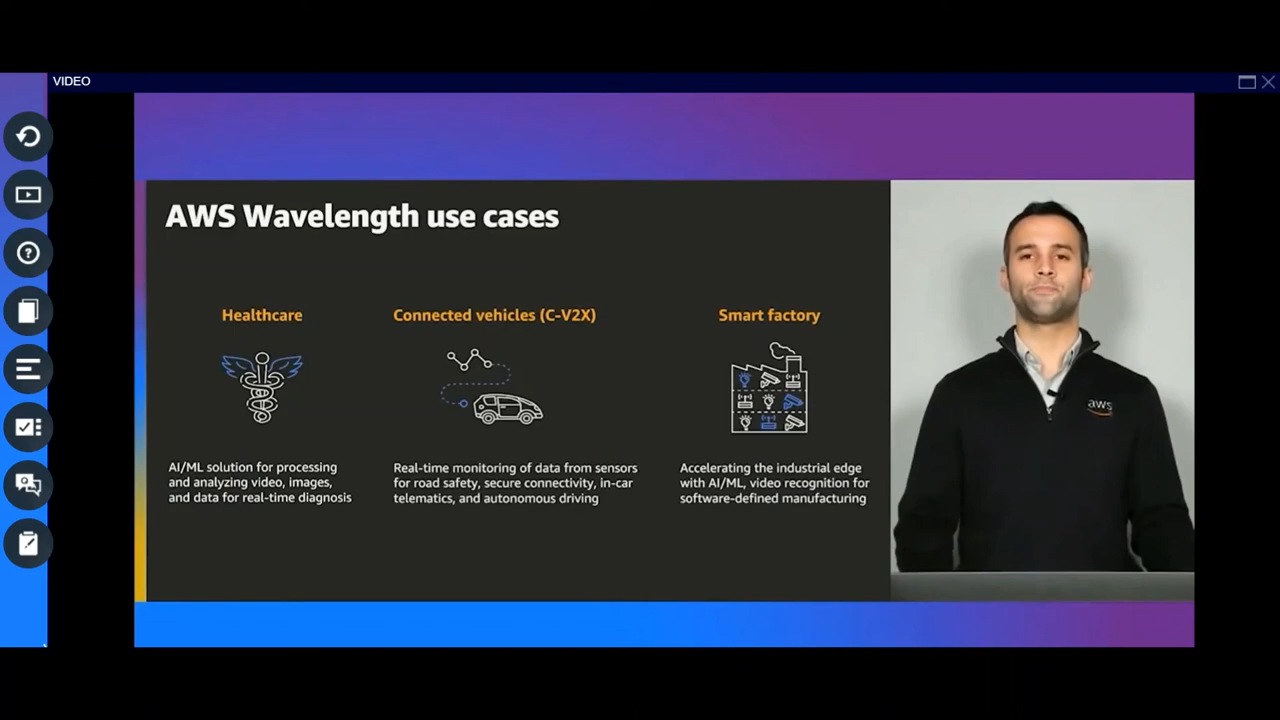 VIDEO
AWS Wavelength use cases
Healthcare
AI/ML solution for processing
and analyzing video, images,
and data for real-time diagnosis
Connected vehicles (C-V2X)
Real-time monitoring of data from sensors
for road safety, secure connectivity, in-car
telematics, and autonomous driving
Smart factory
Accelerating the industrial edge
with AI/ML, video recognition for
software-defined manufacturing
aws